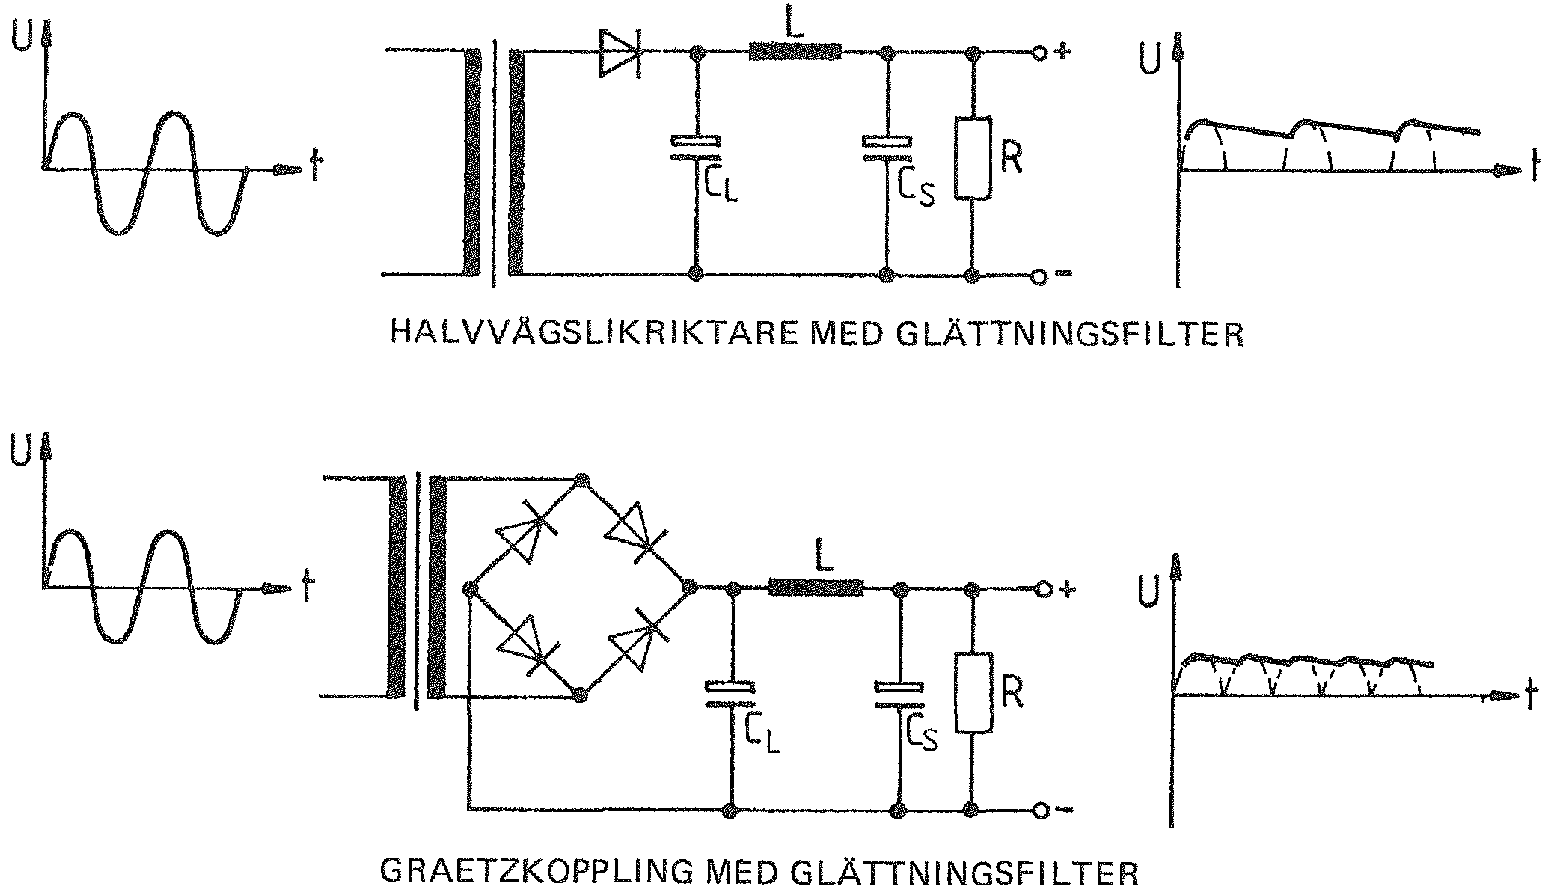 U
t
L
+
C_L
C_S
R
-
U
t
HALVVÄGSLIKRIKTARE MED GLÄTTNINGSFILTER
U
t
L
+
C_L
C_S
R
-
U
t
GRAETZKOPPLING MED GLÄTTNINGSFILTER